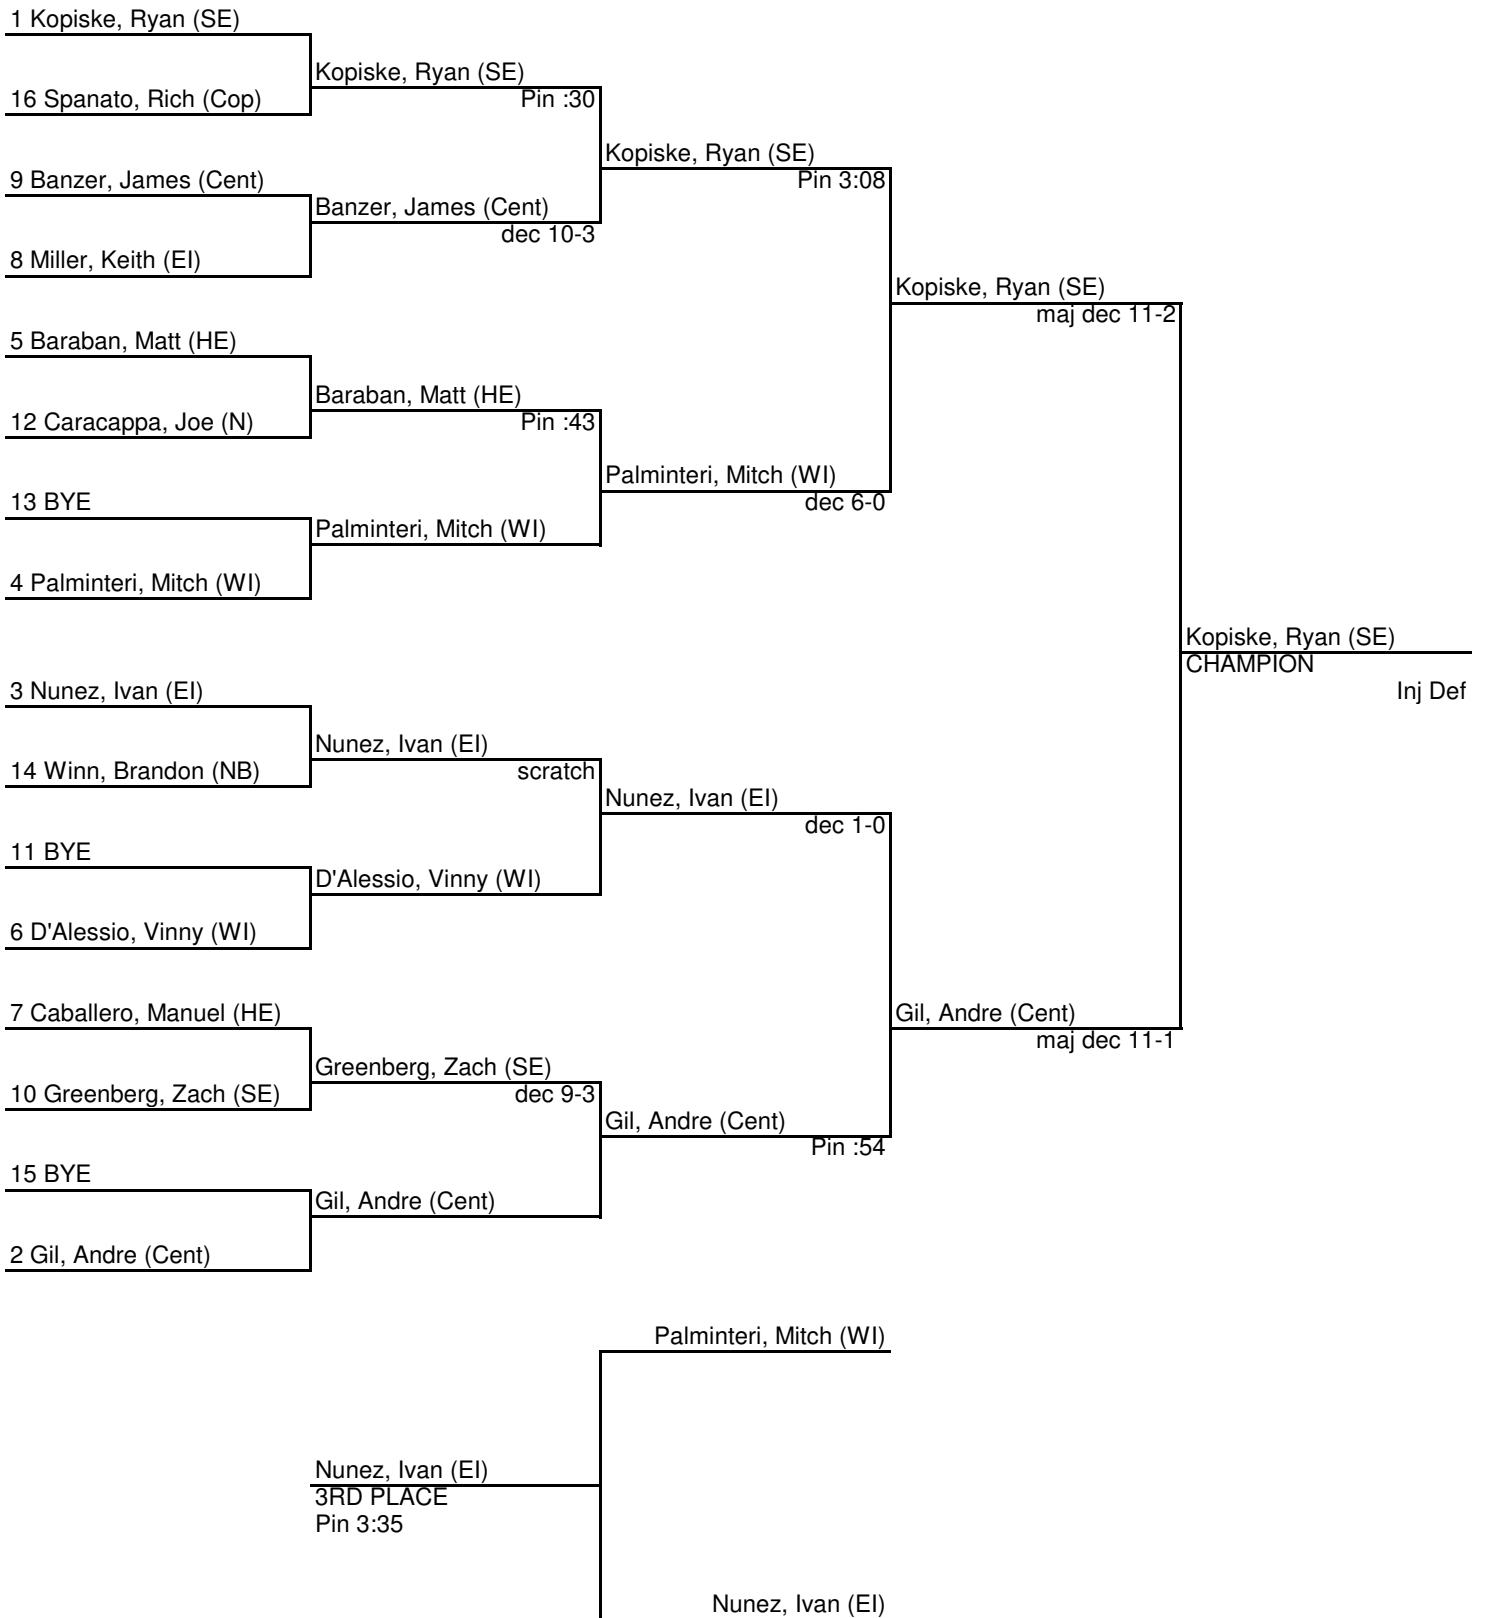 1 Kopiske, Ryan (SE)
Kopiske, Ryan (SE)
16 Spanato, Rich (Cop)
Pin :30
Kopiske, Ryan (SE)
9 Banzer, James (Cent)
Pin 3:08
Banzer, James (Cent)
dec 10-3
8 Miller, Keith (EI)
Kopiske, Ryan (SE)
maj dec 11-2
5 Baraban, Matt (HE)
Baraban, Matt (HE)
12 Caracappa, Joe (N)
Pin :43
Palminteri, Mitch (WI)
13 BYE
dec 6-0
Palminteri, Mitch (WI)
4 Palminteri, Mitch (WI)
Kopiske, Ryan (SE)
CHAMPION
3 Nunez, Ivan (EI)
Inj Def
Nunez, Ivan (EI)
14 Winn, Brandon (NB)
scratch
Nunez, Ivan (EI)
dec 1-0
11 BYE
D'Alessio, Vinny (WI)
6 D'Alessio, Vinny (WI)
7 Caballero, Manuel (HE)
Gil, Andre (Cent)
maj dec 11-1
Greenberg, Zach (SE)
10 Greenberg, Zach (SE)
dec 9-3
Gil, Andre (Cent)
Pin :54
15 BYE
Gil, Andre (Cent)
2 Gil, Andre (Cent)
Palminteri, Mitch (WI)
Nunez, Ivan (EI)
3RD PLACE
Pin 3:35
Nunez, Ivan (EI)